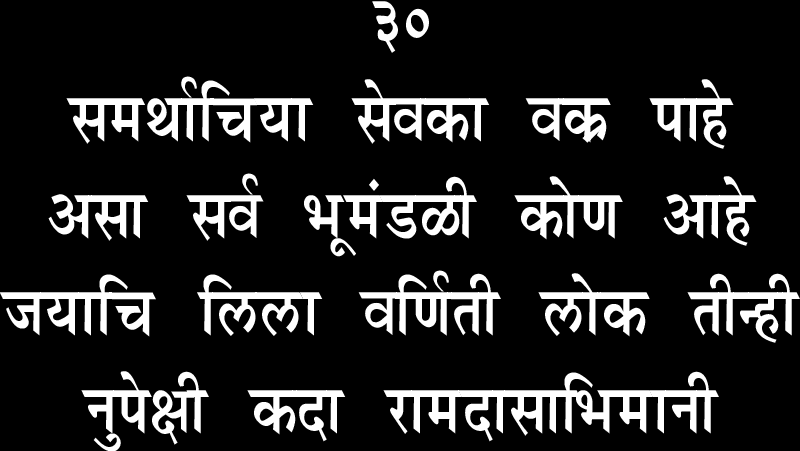 ३०
समर्थाचिया सेवका वक्र पाहे
असा सर्व भूमंडळी कोण आहे
जयाचि लिला वर्णिती लोक तीन्ही
नुपेक्षी कदा रामदासाभिमानी